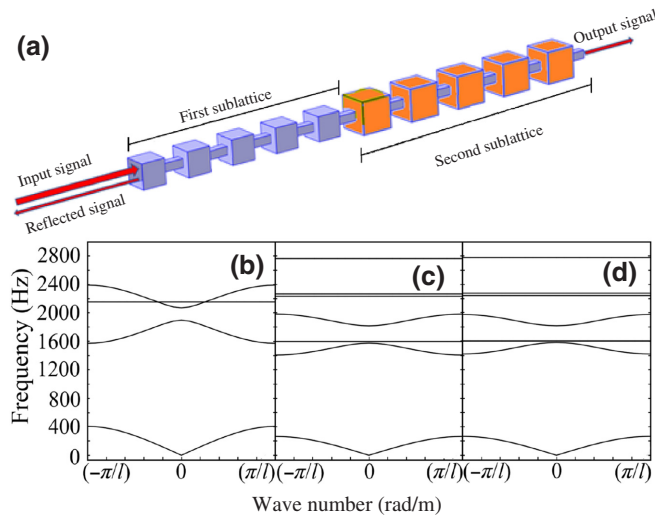 (a)
Output signal
First sublattice
Second sublattice
Input signal
Reflected signal
(b)
(c)
(d)
Frequency (Hz)
2800
2400
2000
1600
1200
800
400
0
(−π/l) 0 (π/l)
(−π/l) 0 (π/l)
(−π/l) 0 (π/l)
Wave number (rad/m)